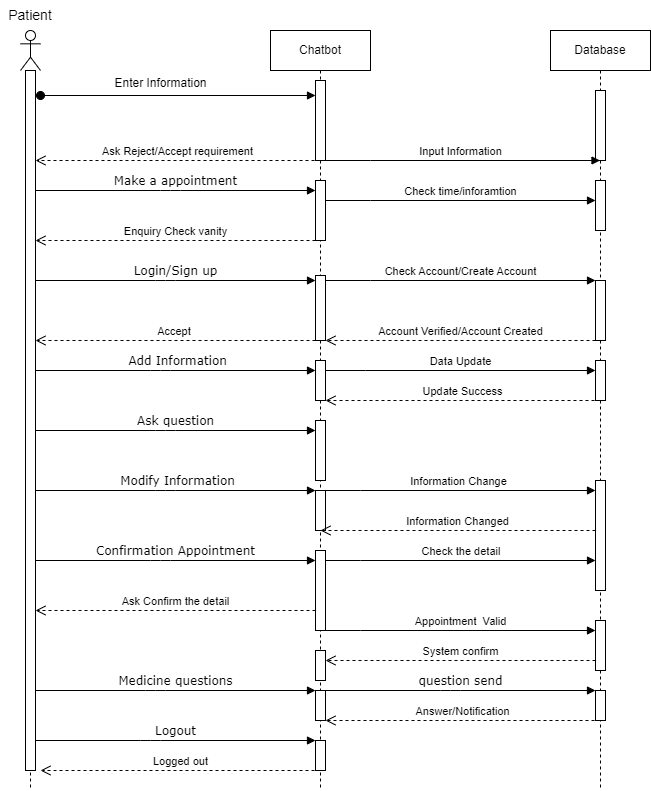 Patient
Chatbot
Database
Enter Information
Ask Reject/Accept requirement
Input Information
Make a appointment
Check time/inforamtion
Enquiry Check vanity
Login/Sign up
Check Account/Create Account
Accept
Account Verified/Account Created
Add Information
Data Update
Update Success
Ask question
Modify Information
Information Change
Information Changed
Confirmation Appointment
Check the detail
Ask Confirm the detail
Appointment  Valid
System confirm
Medicine questions
question send
Answer/Notification
Logout
Logged out